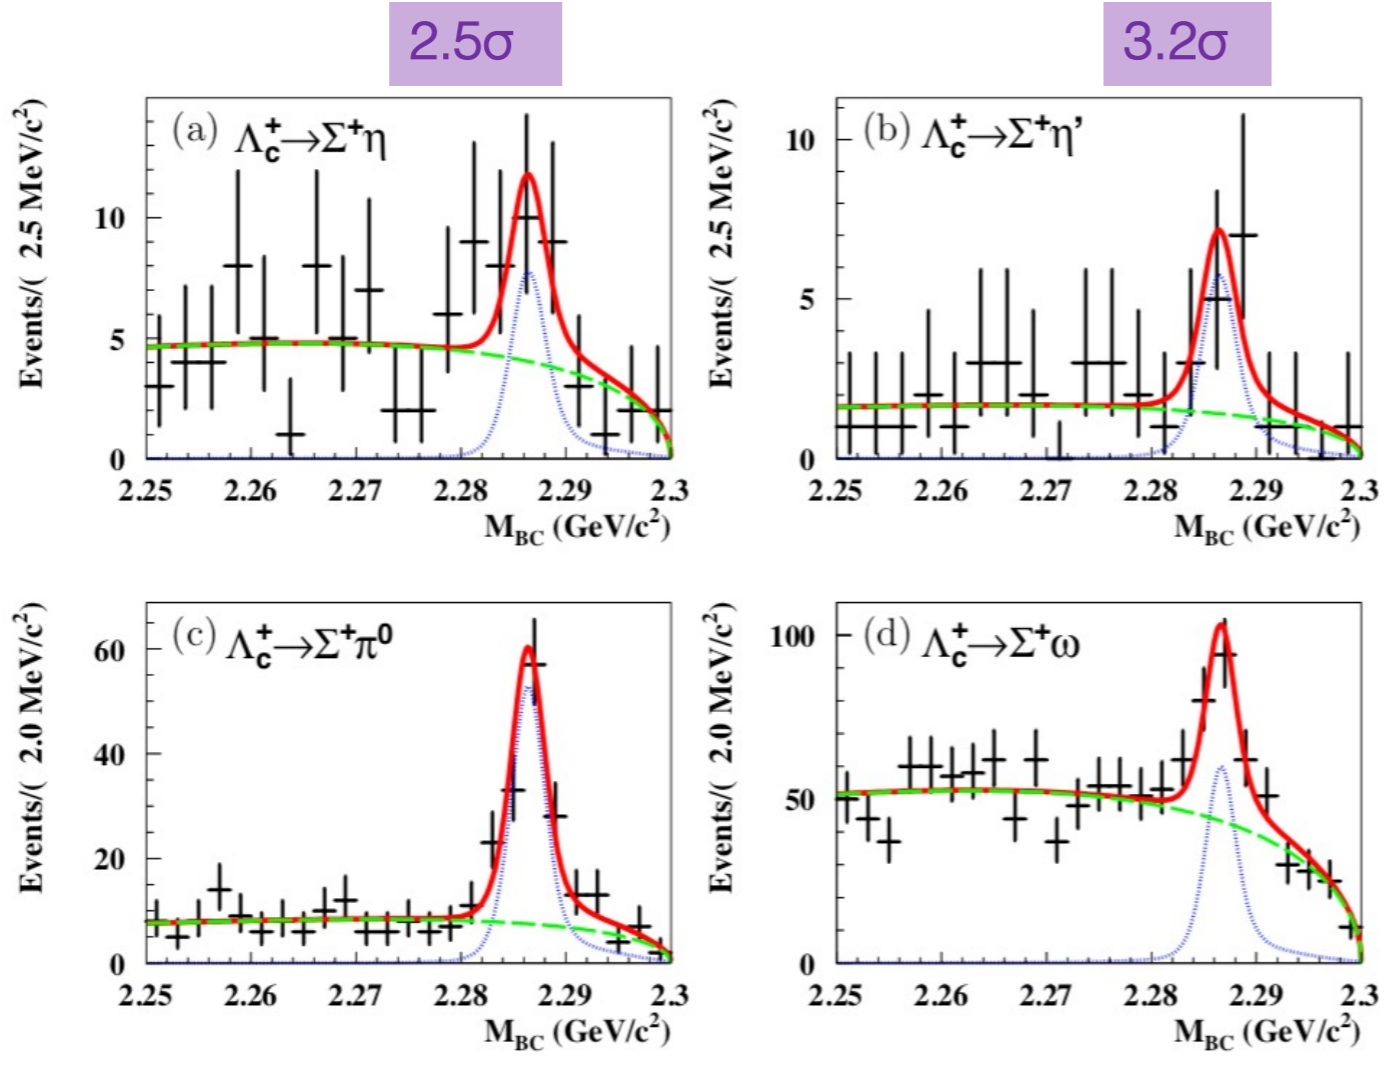 2.5σ
3.2σ
(a) Λc+→Σ+η
Events/( 2.5 MeV/c²)
10
5
0
2.25 2.26 2.27 2.28 2.29 2.3
M_BC (GeV/c²)
(b) Λc+→Σ+η’
Events/( 2.5 MeV/c²)
10
5
0
2.25 2.26 2.27 2.28 2.29 2.3
M_BC (GeV/c²)
(c) Λc+→Σ+π⁰
Events/( 2.0 MeV/c²)
60
40
20
0
2.25 2.26 2.27 2.28 2.29 2.3
M_BC (GeV/c²)
(d) Λc+→Σ+ω
Events/( 2.0 MeV/c²)
100
50
0
2.25 2.26 2.27 2.28 2.29 2.3
M_BC (GeV/c²)